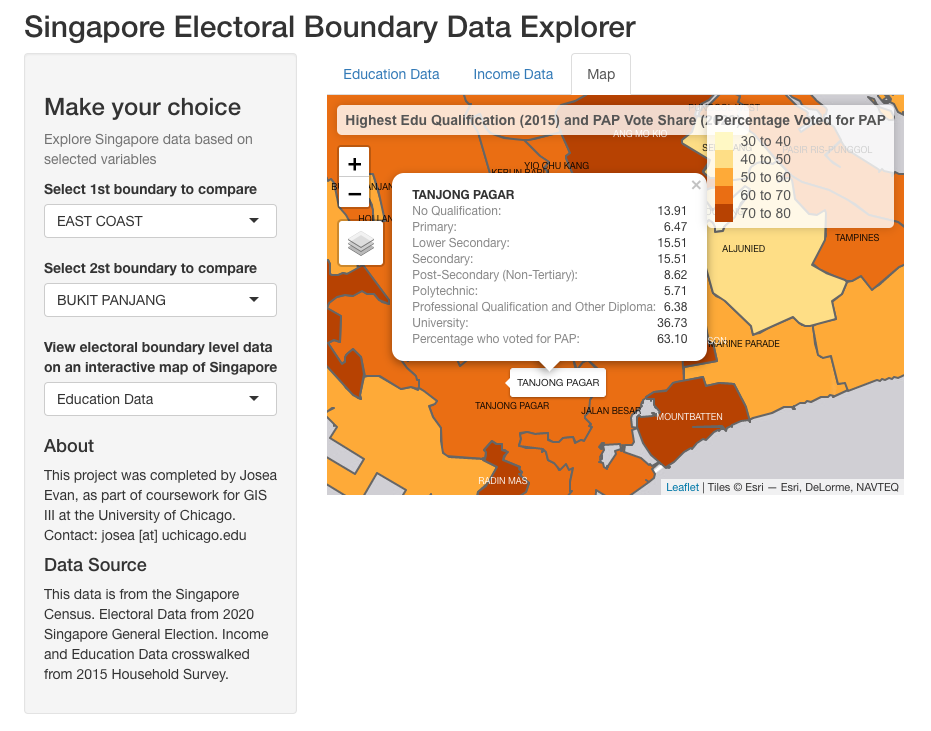 Singapore Electoral Boundary Data Explorer
Make your choice
Explore Singapore data based on
selected variables
Select 1st boundary to compare
EAST COAST
Select 2st boundary to compare
BUKIT PANJANG
View electoral boundary level data
on an interactive map of Singapore
Education Data
About
This project was completed by Josea
Evan, as part of coursework for GIS
III at the University of Chicago.
Contact: josea [at] uchicago.edu
Data Source
This data is from the Singapore
Census. Electoral Data from 2020
Singapore General Election. Income
and Education Data crosswalked
from 2015 Household Survey.
Education Data
Income Data
Map
Highest Edu Qualification (2015) and PAP Vote Share (2
Percentage Voted for PAP
30 to 40
40 to 50
50 to 60
60 to 70
70 to 80
+
−
ANG MO KIO
PASIR RIS-PUNGGOL
YIO CHU KANG
TANJONG PAGAR
No Qualification: 13.91
Primary: 6.47
Lower Secondary: 15.51
Secondary: 15.51
Post-Secondary (Non-Tertiary): 8.62
Polytechnic: 5.71
Professional Qualification and Other Diploma: 6.38
University: 36.73
Percentage who voted for PAP: 63.10
×
ALJUNIED
TAMPINES
MARINE PARADE
TANJONG PAGAR
TANJONG PAGAR
JALAN BESAR
MOUNTBATTEN
RADIN MAS
Leaflet | Tiles © Esri — Esri, DeLorme, NAVTEQ